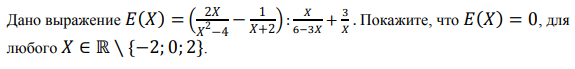 Дано выражение E(X) = (2X/(X²−4) − 1/(X+2)) : X/(6−3X) + 3/X. Покажите, что E(X) = 0, для
любого X ∈ ℝ \ {−2; 0; 2}.